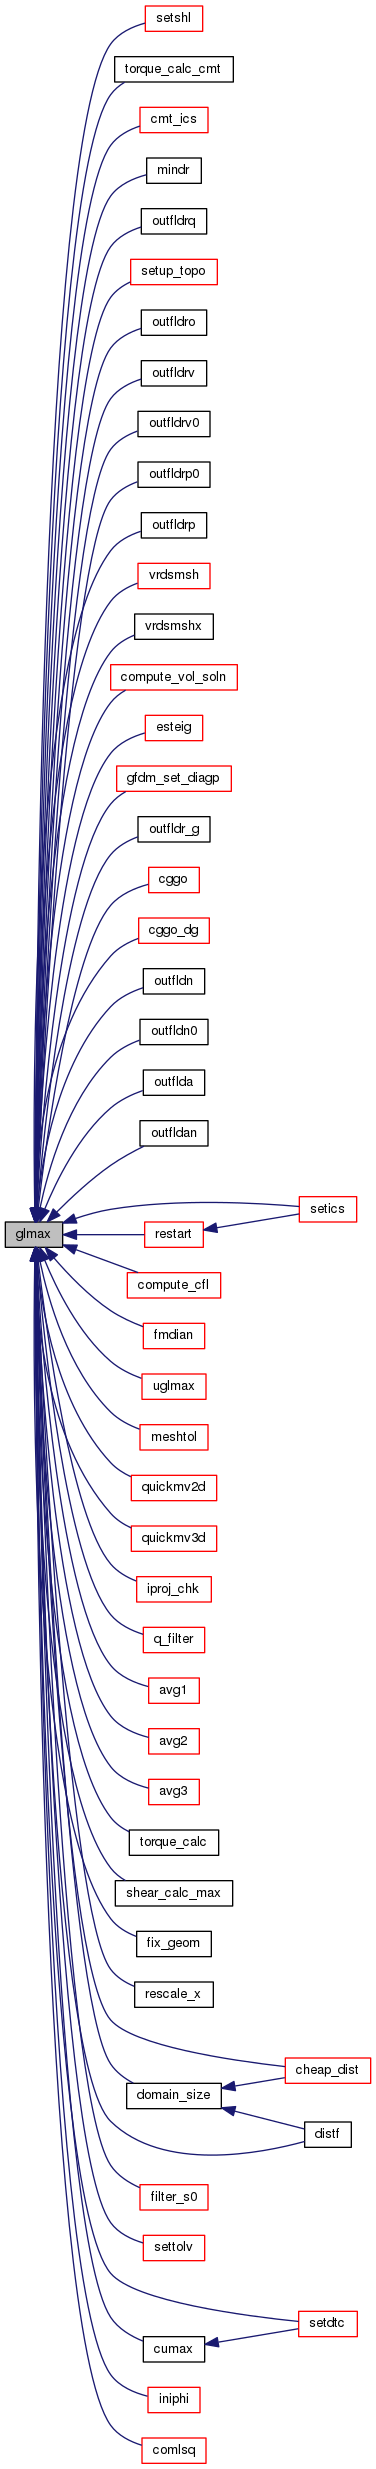 setshl
torque_calc_cmt
cmt_ics
mindr
outfldrq
setup_topo
outfldro
outfldrv
outfldrv0
outfldrp0
outfldrp
vrdsmsh
vrdsmshx
compute_vol_soln
esteig
gfdm_set_diagp
outfldr_g
cggo
cggo_dg
outfldn
outfldn0
outflda
outfldan
setics
glmax
restart
compute_cfl
fmdian
uglmax
meshtol
quickmv2d
quickmv3d
iproj_chk
q_filter
avg1
avg2
avg3
torque_calc
shear_calc_max
fix_geom
rescale_x
cheap_dist
domain_size
distf
filter_s0
settolv
setdtc
cumax
iniphi
comlsq